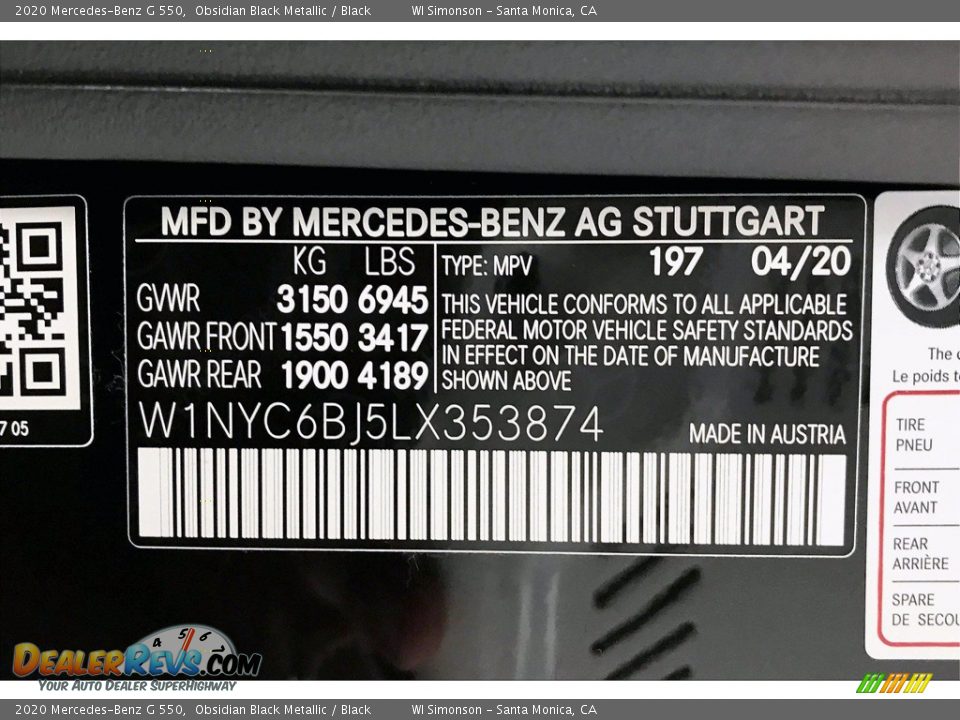 2020 Mercedes-Benz G 550, Obsidian Black Metallic / Black WI Simonson - Santa Monica, CA
MFD BY MERCEDES-BENZ AG STUTTGART
KG LBS
GVWR 3150 6945
GAWR FRONT 1550 3417
GAWR REAR 1900 4189
TYPE: MPV 197 04/20
THIS VEHICLE CONFORMS TO ALL APPLICABLE
FEDERAL MOTOR VEHICLE SAFETY STANDARDS
IN EFFECT ON THE DATE OF MANUFACTURE
SHOWN ABOVE
W1NYC6BJ5LX353874
MADE IN AUSTRIA
7 05
The
Le poids
TIRE
PNEU
FRONT
AVANT
REAR
ARRIÈRE
SPARE
DE SECOU
4 5 6
DEALERREVS.COM
YOUR AUTO DEALER SUPERHIGHWAY
2020 Mercedes-Benz G 550, Obsidian Black Metallic / Black WI Simonson - Santa Monica, CA